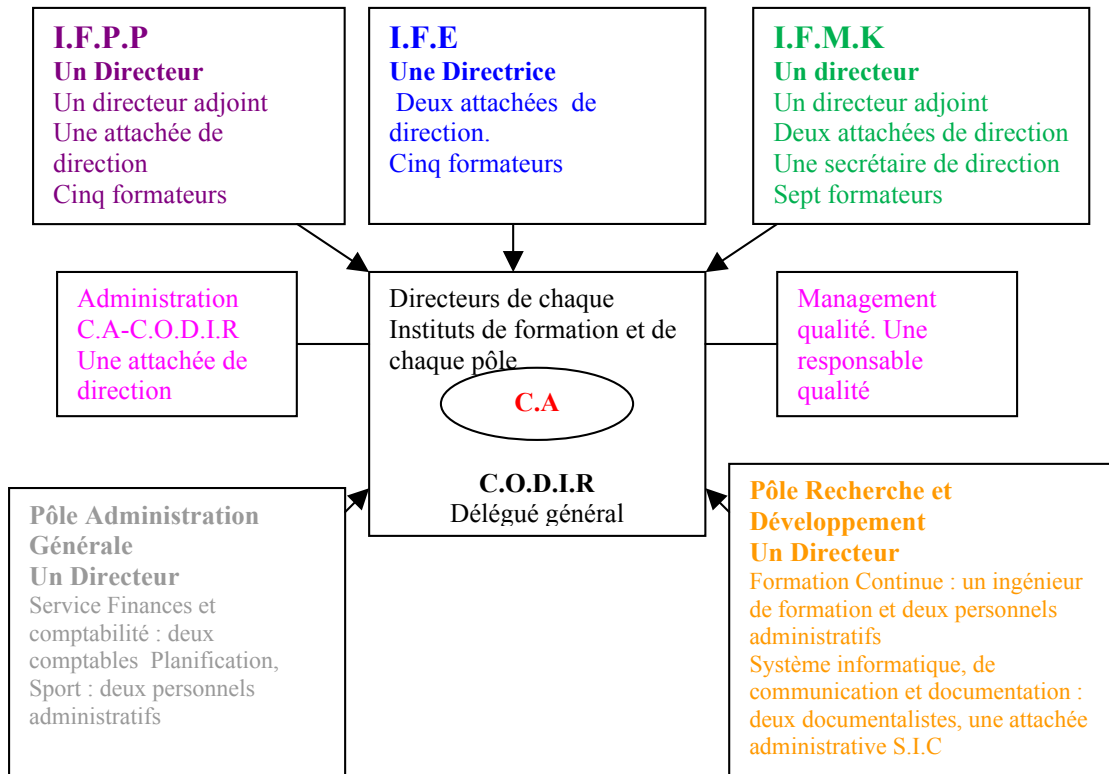 I.F.P.P
Un Directeur
Un directeur adjoint
Une attachée de
direction
Cinq formateurs
I.F.E
Une Directrice
Deux attachées de
direction.
Cinq formateurs
I.F.M.K
Un directeur
Un directeur adjoint
Deux attachées de direction
Une secrétaire de direction
Sept formateurs
Administration
C.A-C.O.D.I.R
Une attachée de
direction
Directeurs de chaque
Instituts de formation et de
chaque pôle
C.A
C.O.D.I.R
Délégué général
Management
qualité. Une
responsable
qualité
Pôle Administration
Générale
Un Directeur
Service Finances et
comptabilité : deux
comptables Planification,
Sport : deux personnels
administratifs
Pôle Recherche et
Développement
Un Directeur
Formation Continue : un ingénieur
de formation et deux personnels
administratifs
Système informatique, de
communication et documentation :
deux documentalistes, une attachée
administrative S.I.C